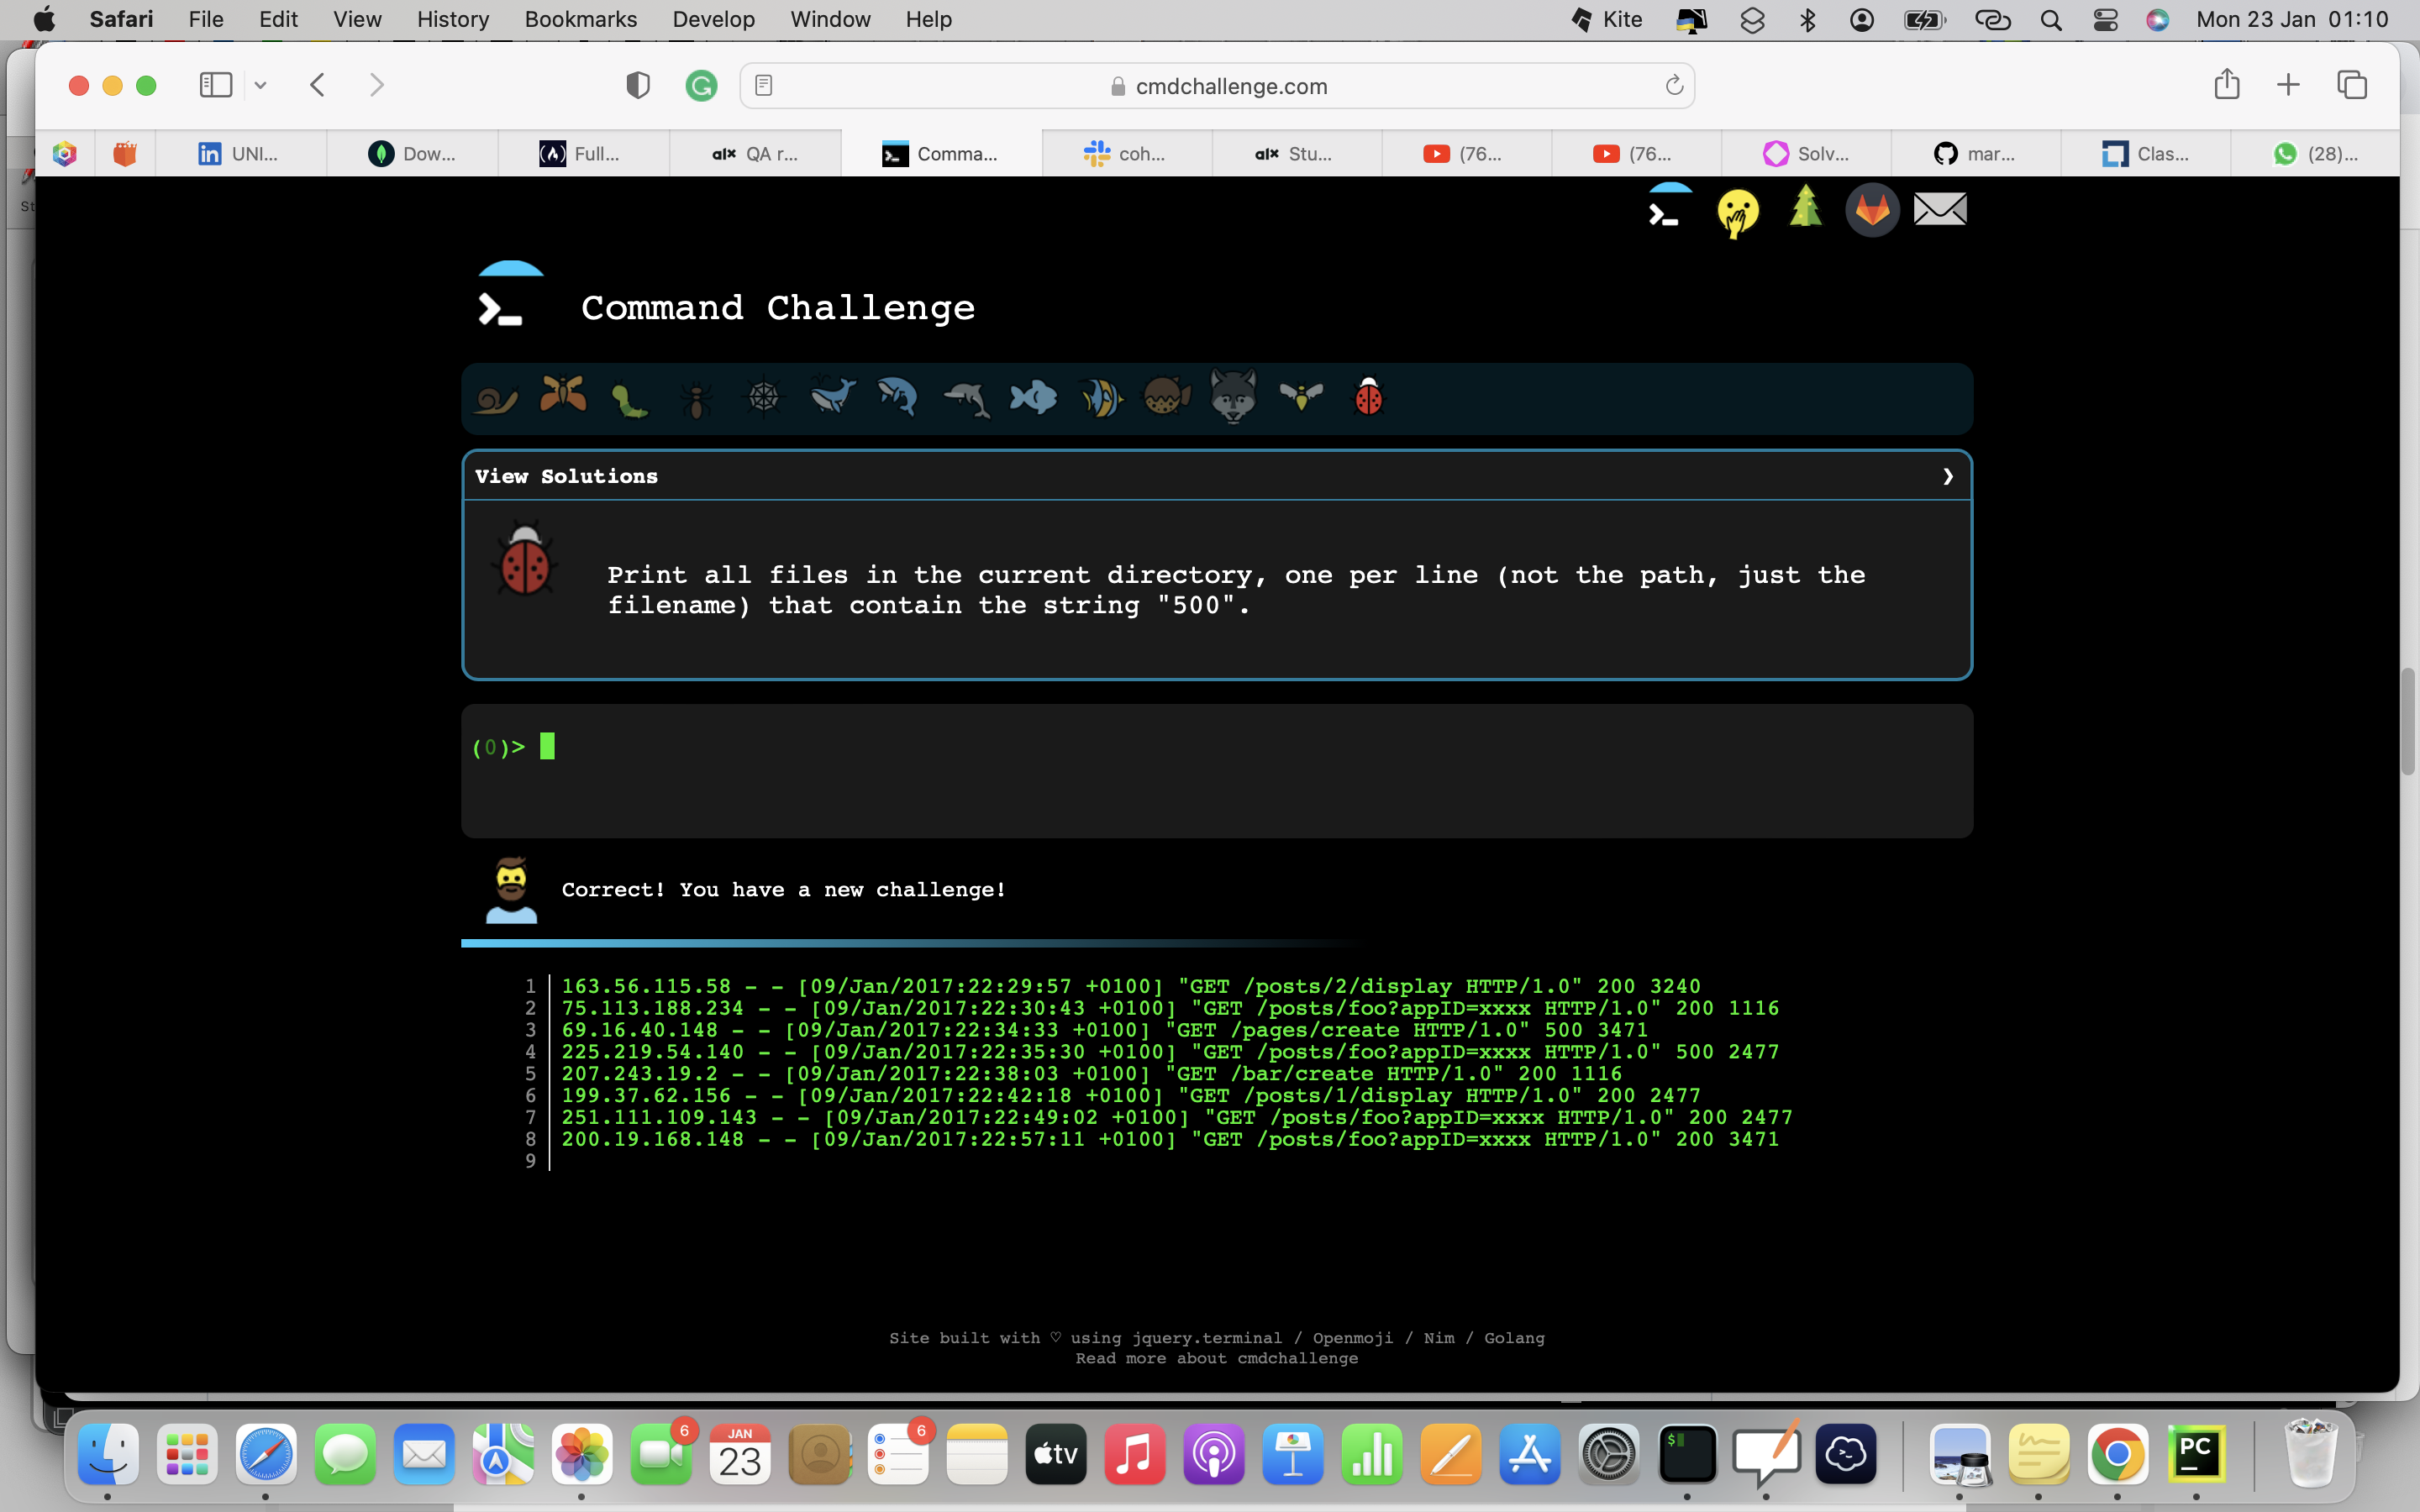 Safari File Edit View History Bookmarks Develop Window Help Kite Mon 23 Jan 01:10
cmdchallenge.com
UNI... Dow... Full... alx QA r... Comma... coh... alx Stu... (76... (76... Solv... mar... Clas... (28)...
St
Command Challenge
View Solutions
Print all files in the current directory, one per line (not the path, just the
filename) that contain the string "500".
(0)>
Correct! You have a new challenge!
1 163.56.115.58 - - [09/Jan/2017:22:29:57 +0100] "GET /posts/2/display HTTP/1.0" 200 3240
2 75.113.188.234 - - [09/Jan/2017:22:30:43 +0100] "GET /posts/foo?appID=xxxx HTTP/1.0" 200 1116
3 69.16.40.148 - - [09/Jan/2017:22:34:33 +0100] "GET /pages/create HTTP/1.0" 500 3471
4 225.219.54.140 - - [09/Jan/2017:22:35:30 +0100] "GET /posts/foo?appID=xxxx HTTP/1.0" 500 2477
5 207.243.19.2 - - [09/Jan/2017:22:38:03 +0100] "GET /bar/create HTTP/1.0" 200 1116
6 199.37.62.156 - - [09/Jan/2017:22:42:18 +0100] "GET /posts/1/display HTTP/1.0" 200 2477
7 251.111.109.143 - - [09/Jan/2017:22:49:02 +0100] "GET /posts/foo?appID=xxxx HTTP/1.0" 200 2477
8 200.19.168.148 - - [09/Jan/2017:22:57:11 +0100] "GET /posts/foo?appID=xxxx HTTP/1.0" 200 3471
9
Site built with ♡ using jquery.terminal / Openmoji / Nim / Golang
Read more about cmdchallenge
6 JAN 23 6 tv $ PC